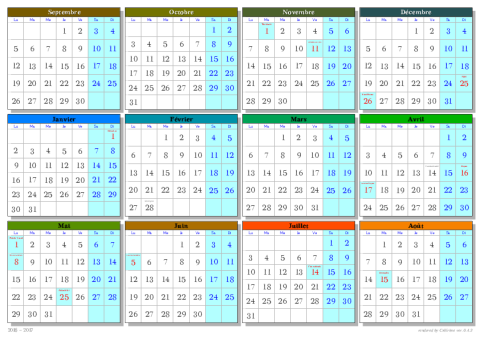 Septembre
Lu Ma Me Je Ve Sa Di
1 2 3 4
5 6 7 8 9 10 11
12 13 14 15 16 17 18
19 20 21 22 23 24 25
26 27 28 29 30
Octobre
Lu Ma Me Je Ve Sa Di
1 2
3 4 5 6 7 8 9
10 11 12 13 14 15 16
17 18 19 20 21 22 23
24 25 26 27 28 29 30
31
Novembre
Lu Ma Me Je Ve Sa Di
1 2 3 4 5 6
7 8 9 10 11 12 13
14 15 16 17 18 19 20
21 22 23 24 25 26 27
28 29 30
Décembre
Lu Ma Me Je Ve Sa Di
1 2 3 4
5 6 7 8 9 10 11
12 13 14 15 16 17 18
19 20 21 22 23 24 25
26 27 28 29 30 31
Janvier
Lu Ma Me Je Ve Sa Di
1
2 3 4 5 6 7 8
9 10 11 12 13 14 15
16 17 18 19 20 21 22
23 24 25 26 27 28 29
30 31
Février
Lu Ma Me Je Ve Sa Di
1 2 3 4 5
6 7 8 9 10 11 12
13 14 15 16 17 18 19
20 21 22 23 24 25 26
27 28
Mars
Lu Ma Me Je Ve Sa Di
1 2 3 4 5
6 7 8 9 10 11 12
13 14 15 16 17 18 19
20 21 22 23 24 25 26
27 28 29 30 31
Avril
Lu Ma Me Je Ve Sa Di
1 2
3 4 5 6 7 8 9
10 11 12 13 14 15 16
17 18 19 20 21 22 23
24 25 26 27 28 29 30
Mai
Lu Ma Me Je Ve Sa Di
1 2 3 4 5 6 7
8 9 10 11 12 13 14
15 16 17 18 19 20 21
22 23 24 25 26 27 28
29 30 31
Juin
Lu Ma Me Je Ve Sa Di
1 2 3 4
5 6 7 8 9 10 11
12 13 14 15 16 17 18
19 20 21 22 23 24 25
26 27 28 29 30
Juillet
Lu Ma Me Je Ve Sa Di
1 2
3 4 5 6 7 8 9
10 11 12 13 14 15 16
17 18 19 20 21 22 23
24 25 26 27 28 29 30
31
Août
Lu Ma Me Je Ve Sa Di
1 2 3 4 5 6
7 8 9 10 11 12 13
14 15 16 17 18 19 20
21 22 23 24 25 26 27
28 29 30 31
2016 - 2017